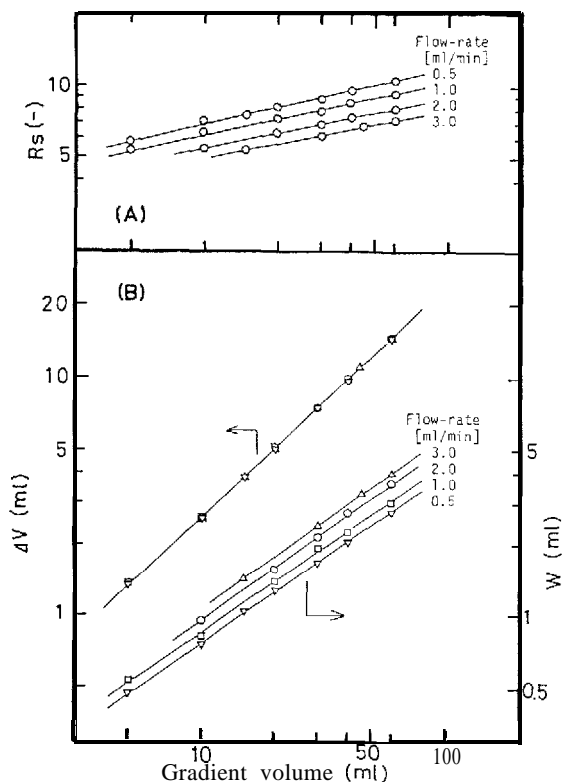 Flow-rate
[ml/min]
0.5
1.0
2.0
3.0
10
5
Rs (-)
(A)
(B)
20
10
5
1
ΔV (ml)
Flow-rate
[ml/min]
3.0
2.0
1.0
0.5
5
1
0.5
W (ml)
10
50
100
Gradient volume (ml)